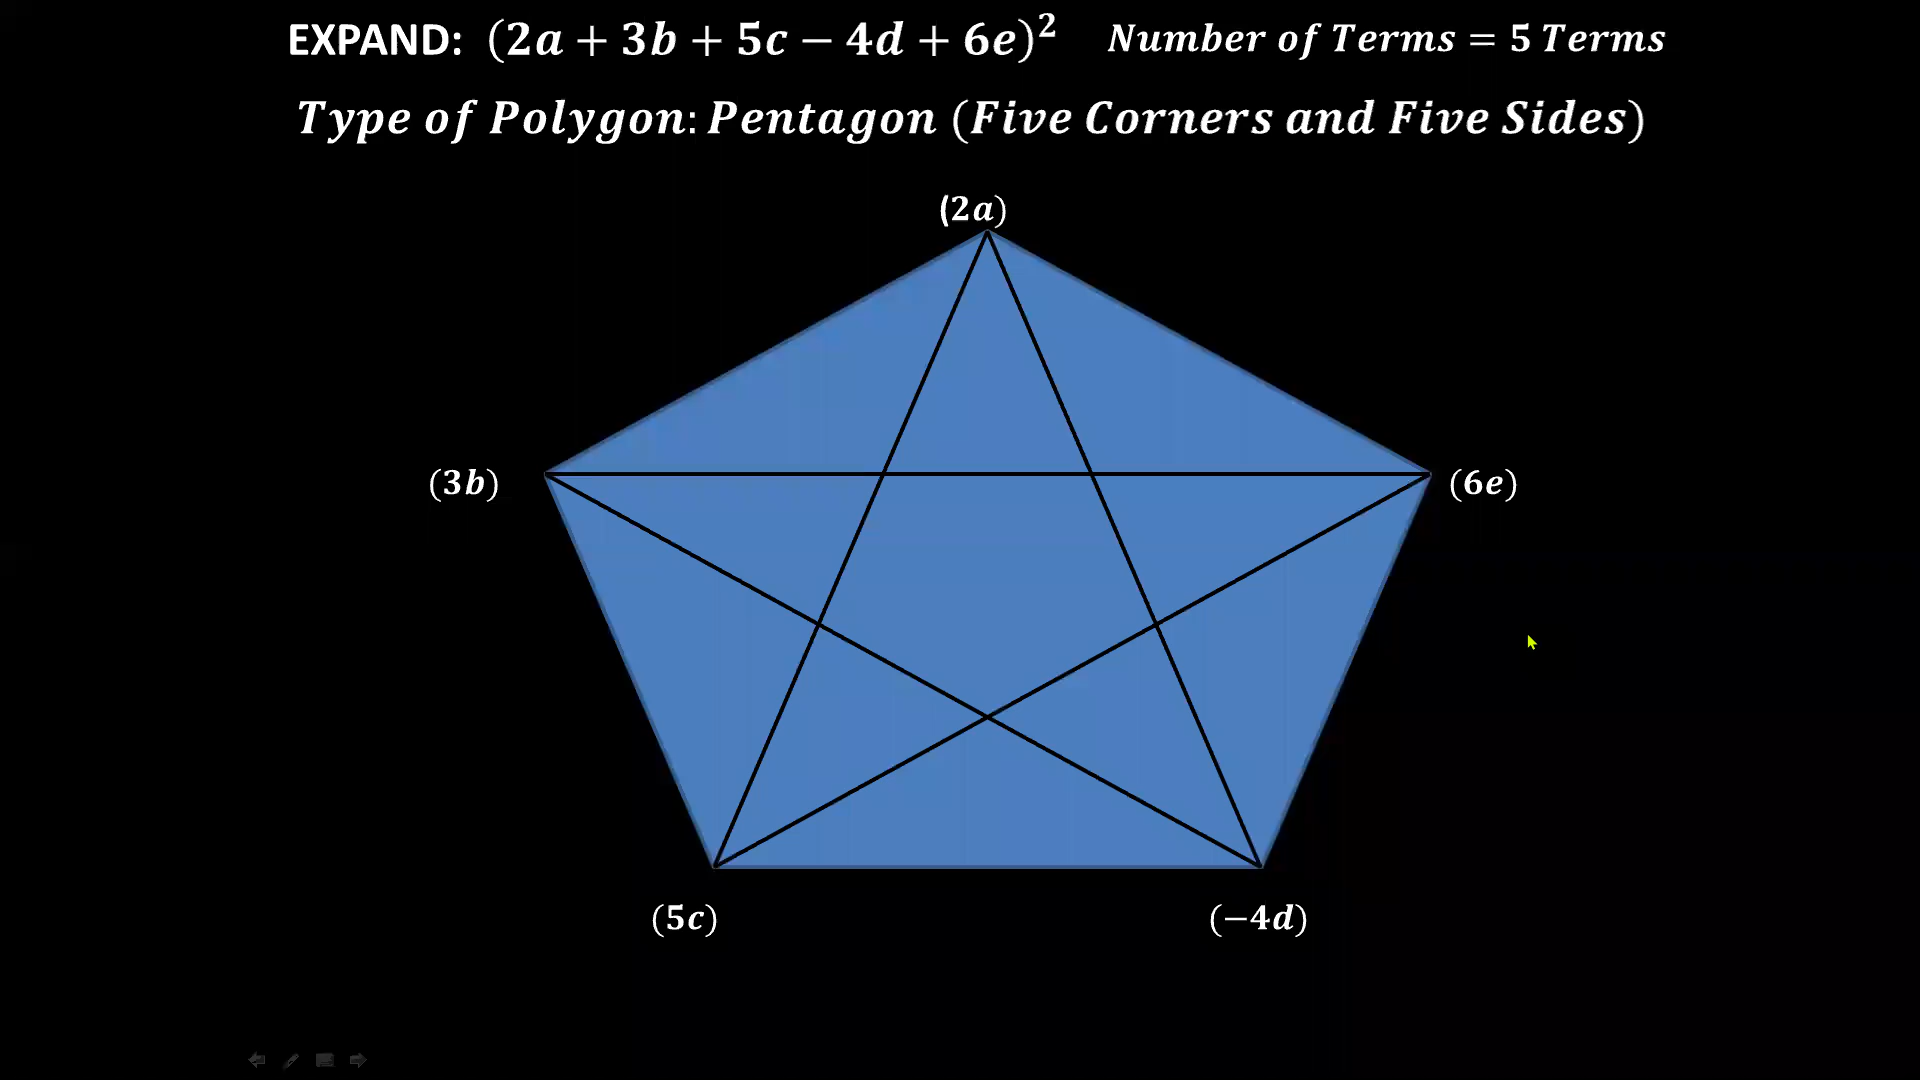 EXPAND: (2a + 3b + 5c − 4d + 6e)² Number of Terms = 5 Terms
Type of Polygon: Pentagon (Five Corners and Five Sides)
(2a)
(3b)
(6e)
(5c)
(−4d)